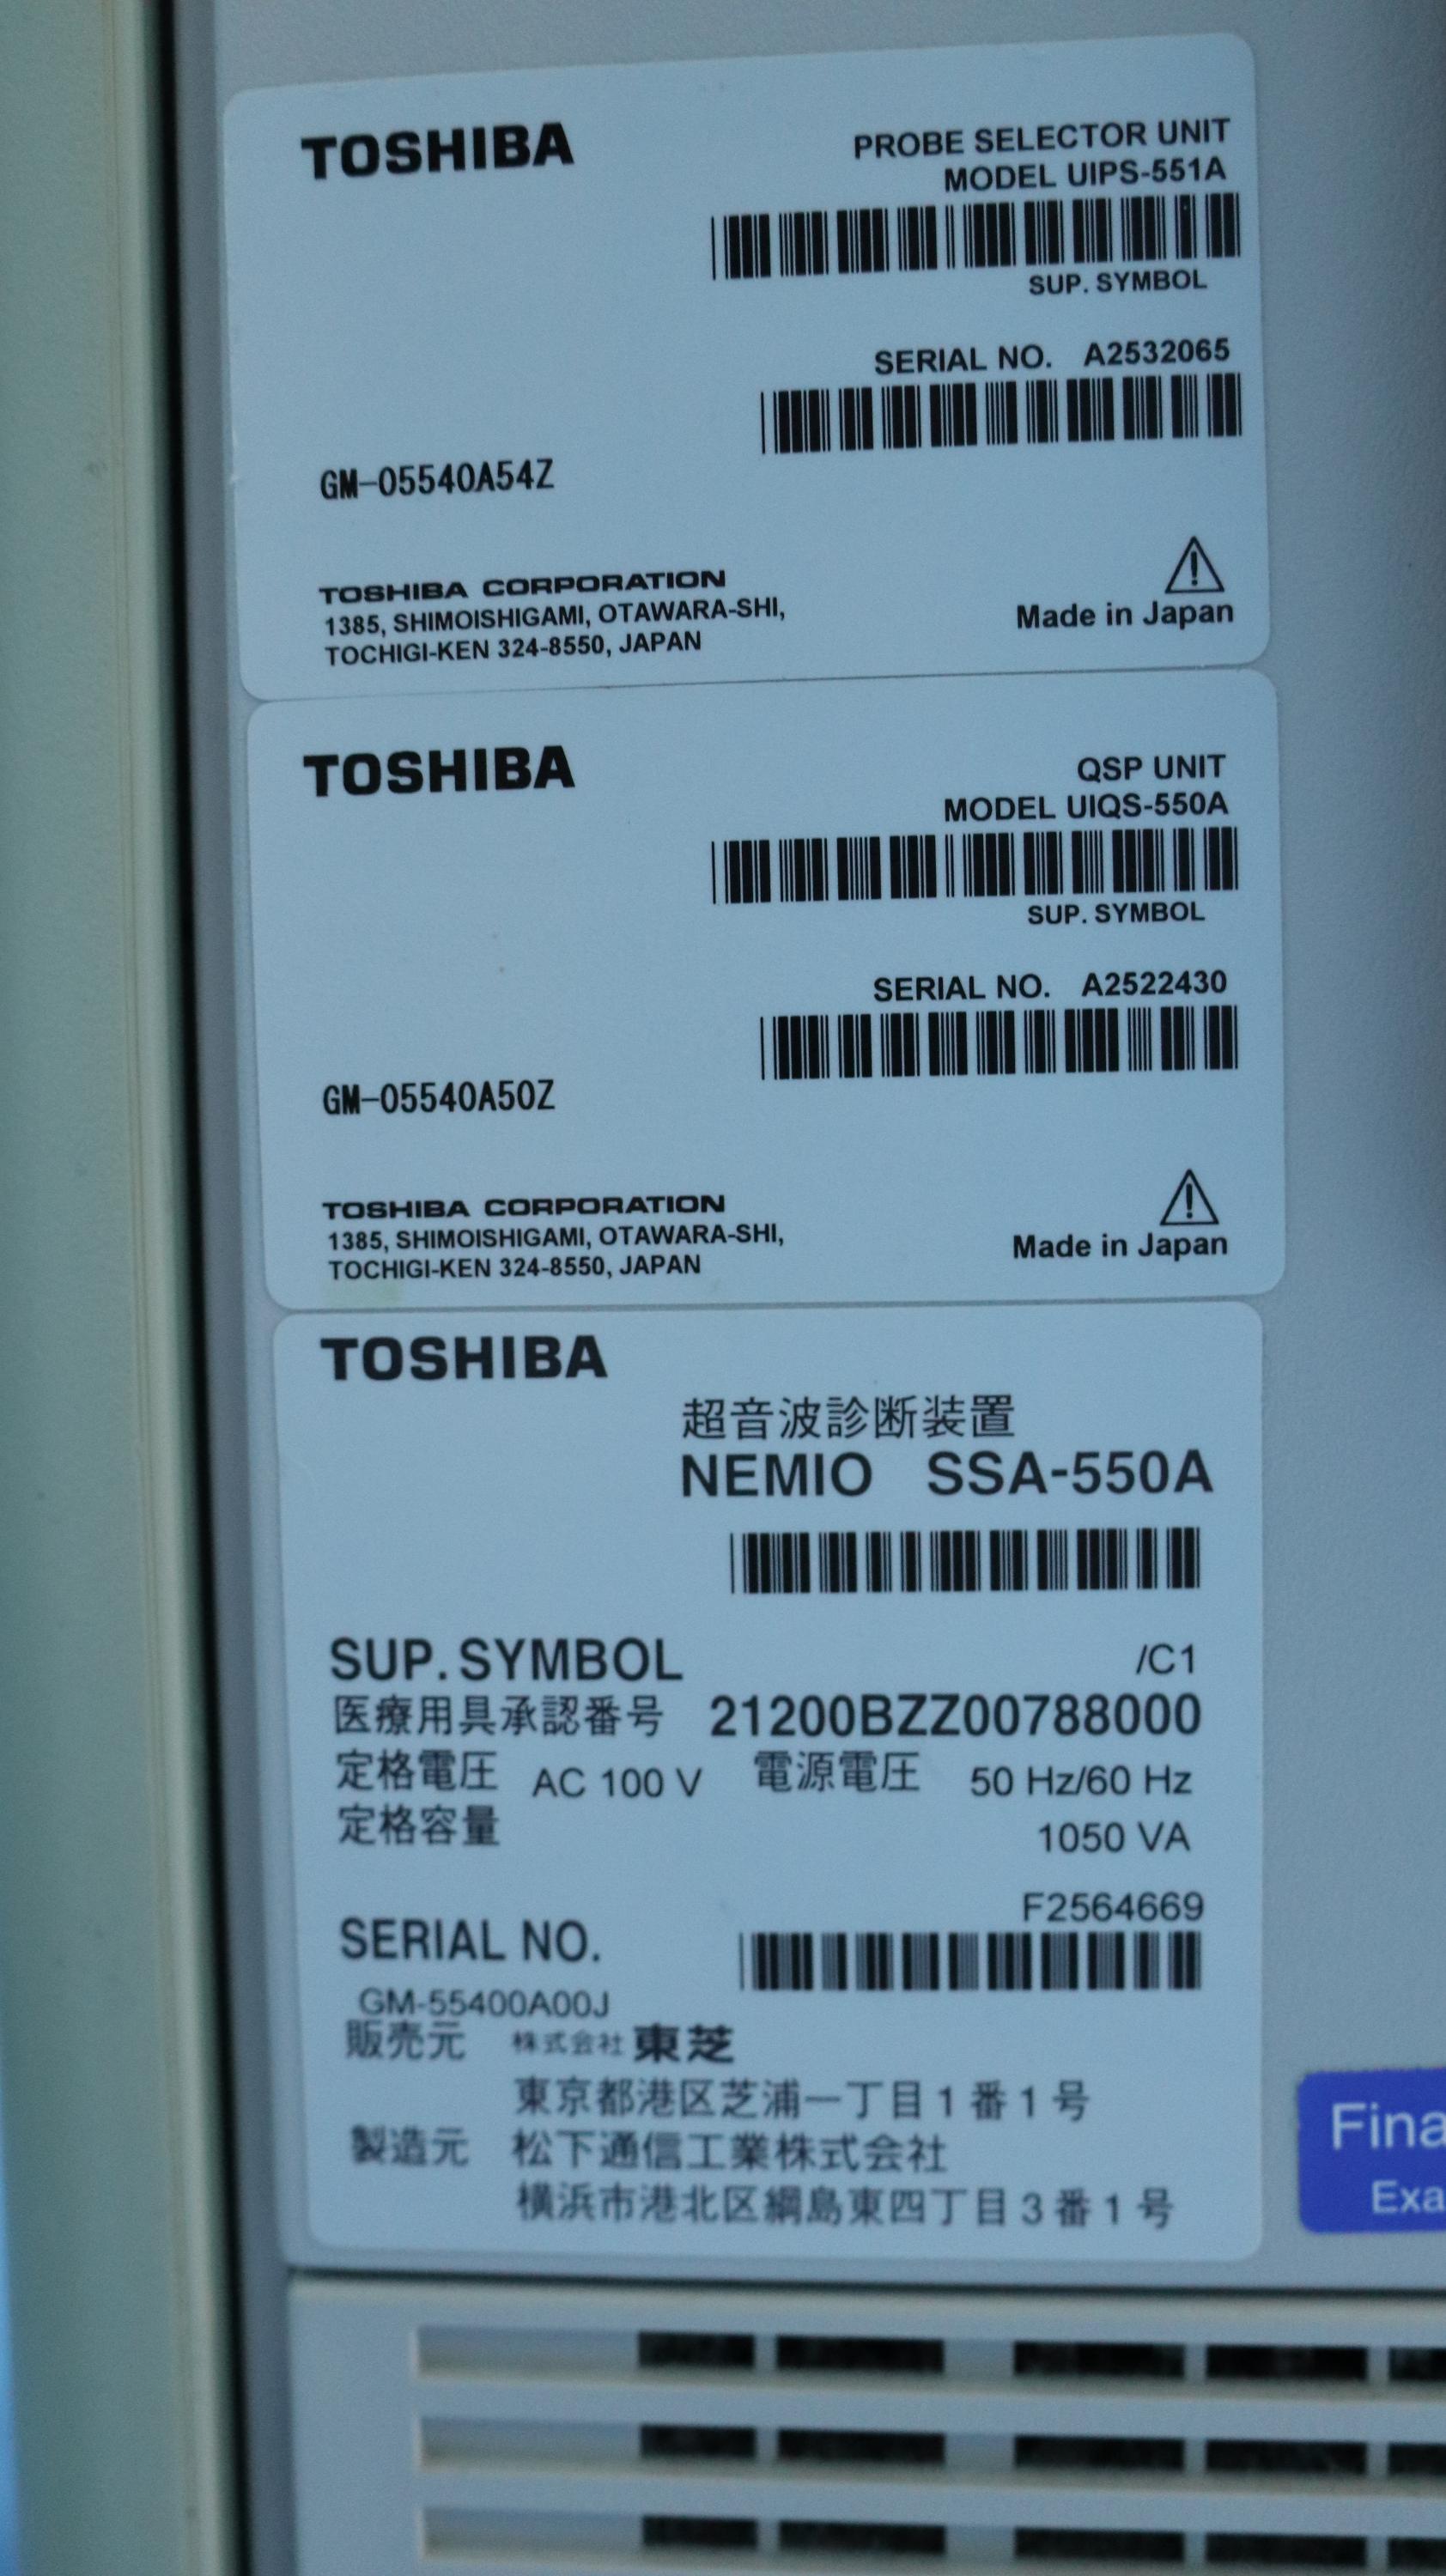 TOSHIBA
PROBE SELECTOR UNIT
MODEL UIPS-551A
SUP. SYMBOL
SERIAL NO. A2532065
GM-05540A54Z
TOSHIBA CORPORATION
1385, SHIMOISHIGAMI, OTAWARA-SHI,
TOCHIGI-KEN 324-8550, JAPAN
Made in Japan
TOSHIBA
QSP UNIT
MODEL UIQS-550A
SUP. SYMBOL
SERIAL NO. A2522430
GM-05540A50Z
TOSHIBA CORPORATION
1385, SHIMOISHIGAMI, OTAWARA-SHI,
TOCHIGI-KEN 324-8550, JAPAN
Made in Japan
TOSHIBA
超音波診断装置
NEMIO SSA-550A
SUP. SYMBOL /C1
医療用具承認番号 21200BZZ00788000
定格電圧 AC 100 V 電源電圧 50 Hz/60 Hz
定格容量 1050 VA
F2564669
SERIAL NO.
GM-55400A00J
販売元 株式会社 東芝
東京都港区芝浦一丁目1番1号
製造元 松下通信工業株式会社
横浜市港北区綱島東四丁目3番1号
Fina
Exa